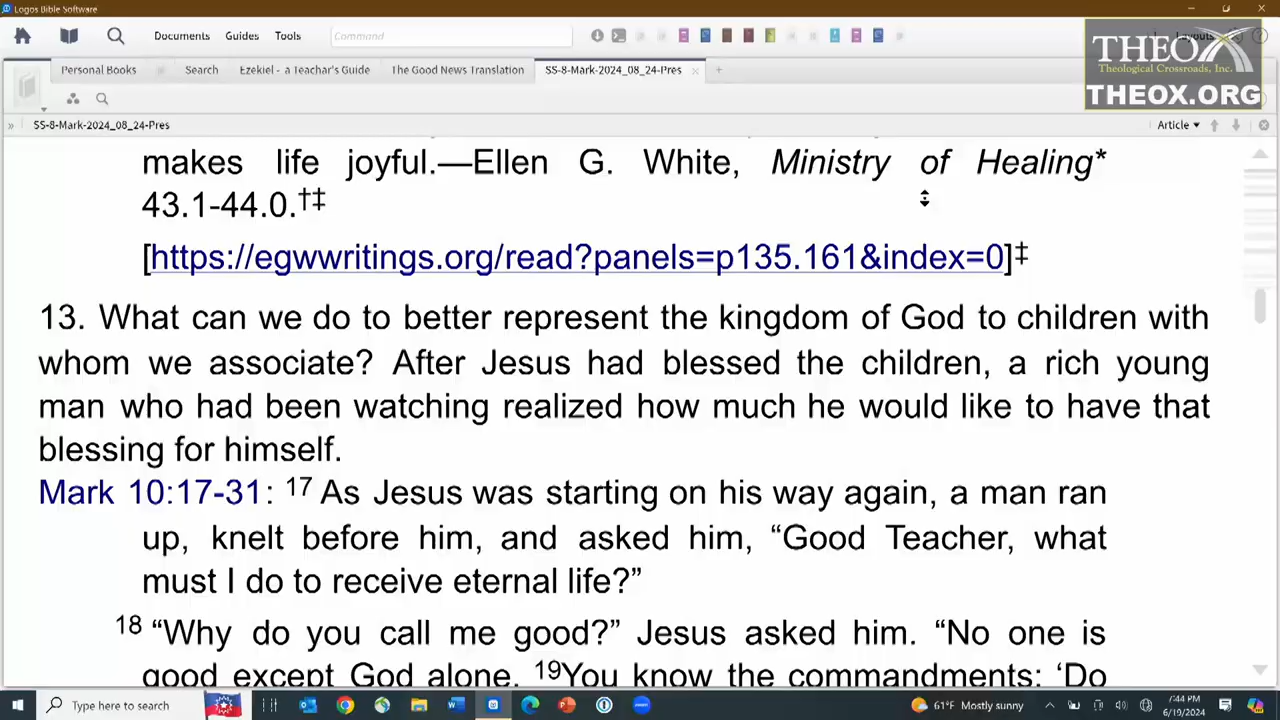 Logos Bible Software
Documents Guides Tools Command
THEOX
Theological Crossroads, Inc.
THEOX.ORG
Personal Books Search Ezekiel - a Teacher's Guide SS-8-Mark-2024_08_24-Pres
SS-8-Mark-2024_08_24-Pres Article
makes life joyful.—Ellen G. White, Ministry of Healing*
43.1-44.0.†‡
[https://egwwritings.org/read?panels=p135.161&index=0]‡
13. What can we do to better represent the kingdom of God to children with
whom we associate? After Jesus had blessed the children, a rich young
man who had been watching realized how much he would like to have that
blessing for himself.
Mark 10:17-31: 17 As Jesus was starting on his way again, a man ran
up, knelt before him, and asked him, “Good Teacher, what
must I do to receive eternal life?”
18 “Why do you call me good?” Jesus asked him. “No one is
good except God alone. 19You know the commandments: ‘Do
Type here to search 61°F Mostly sunny 7:44 PM
6/19/2024